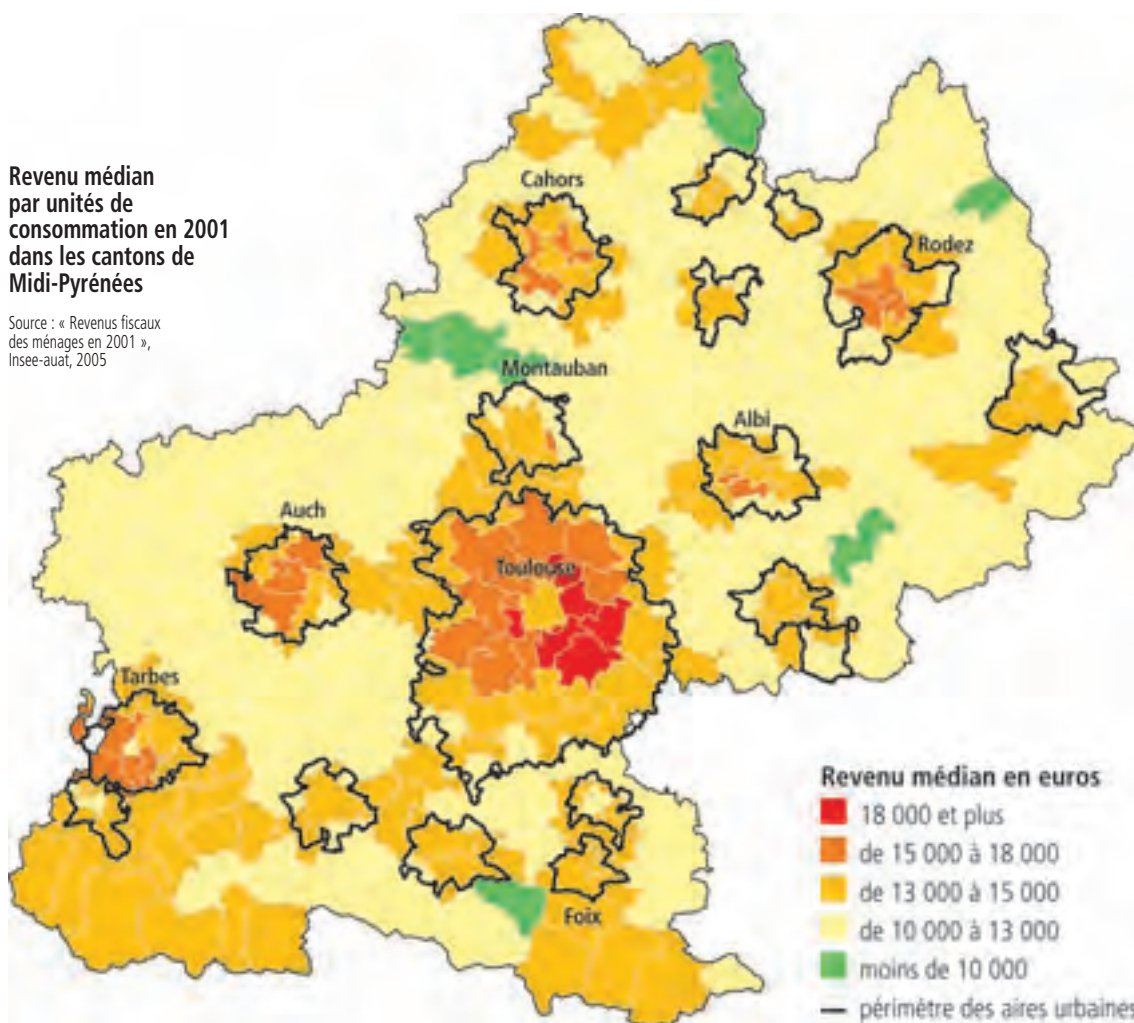 Revenu médian
par unités de
consommation en 2001
dans les cantons de
Midi-Pyrénées
Source : « Revenus fiscaux
des ménages en 2001 »,
Insee-auat, 2005
Cahors
Rodez
Montauban
Albi
Auch
Toulouse
Tarbes
Foix
Revenu médian en euros
18 000 et plus
de 15 000 à 18 000
de 13 000 à 15 000
de 10 000 à 13 000
moins de 10 000
périmètre des aires urbaines